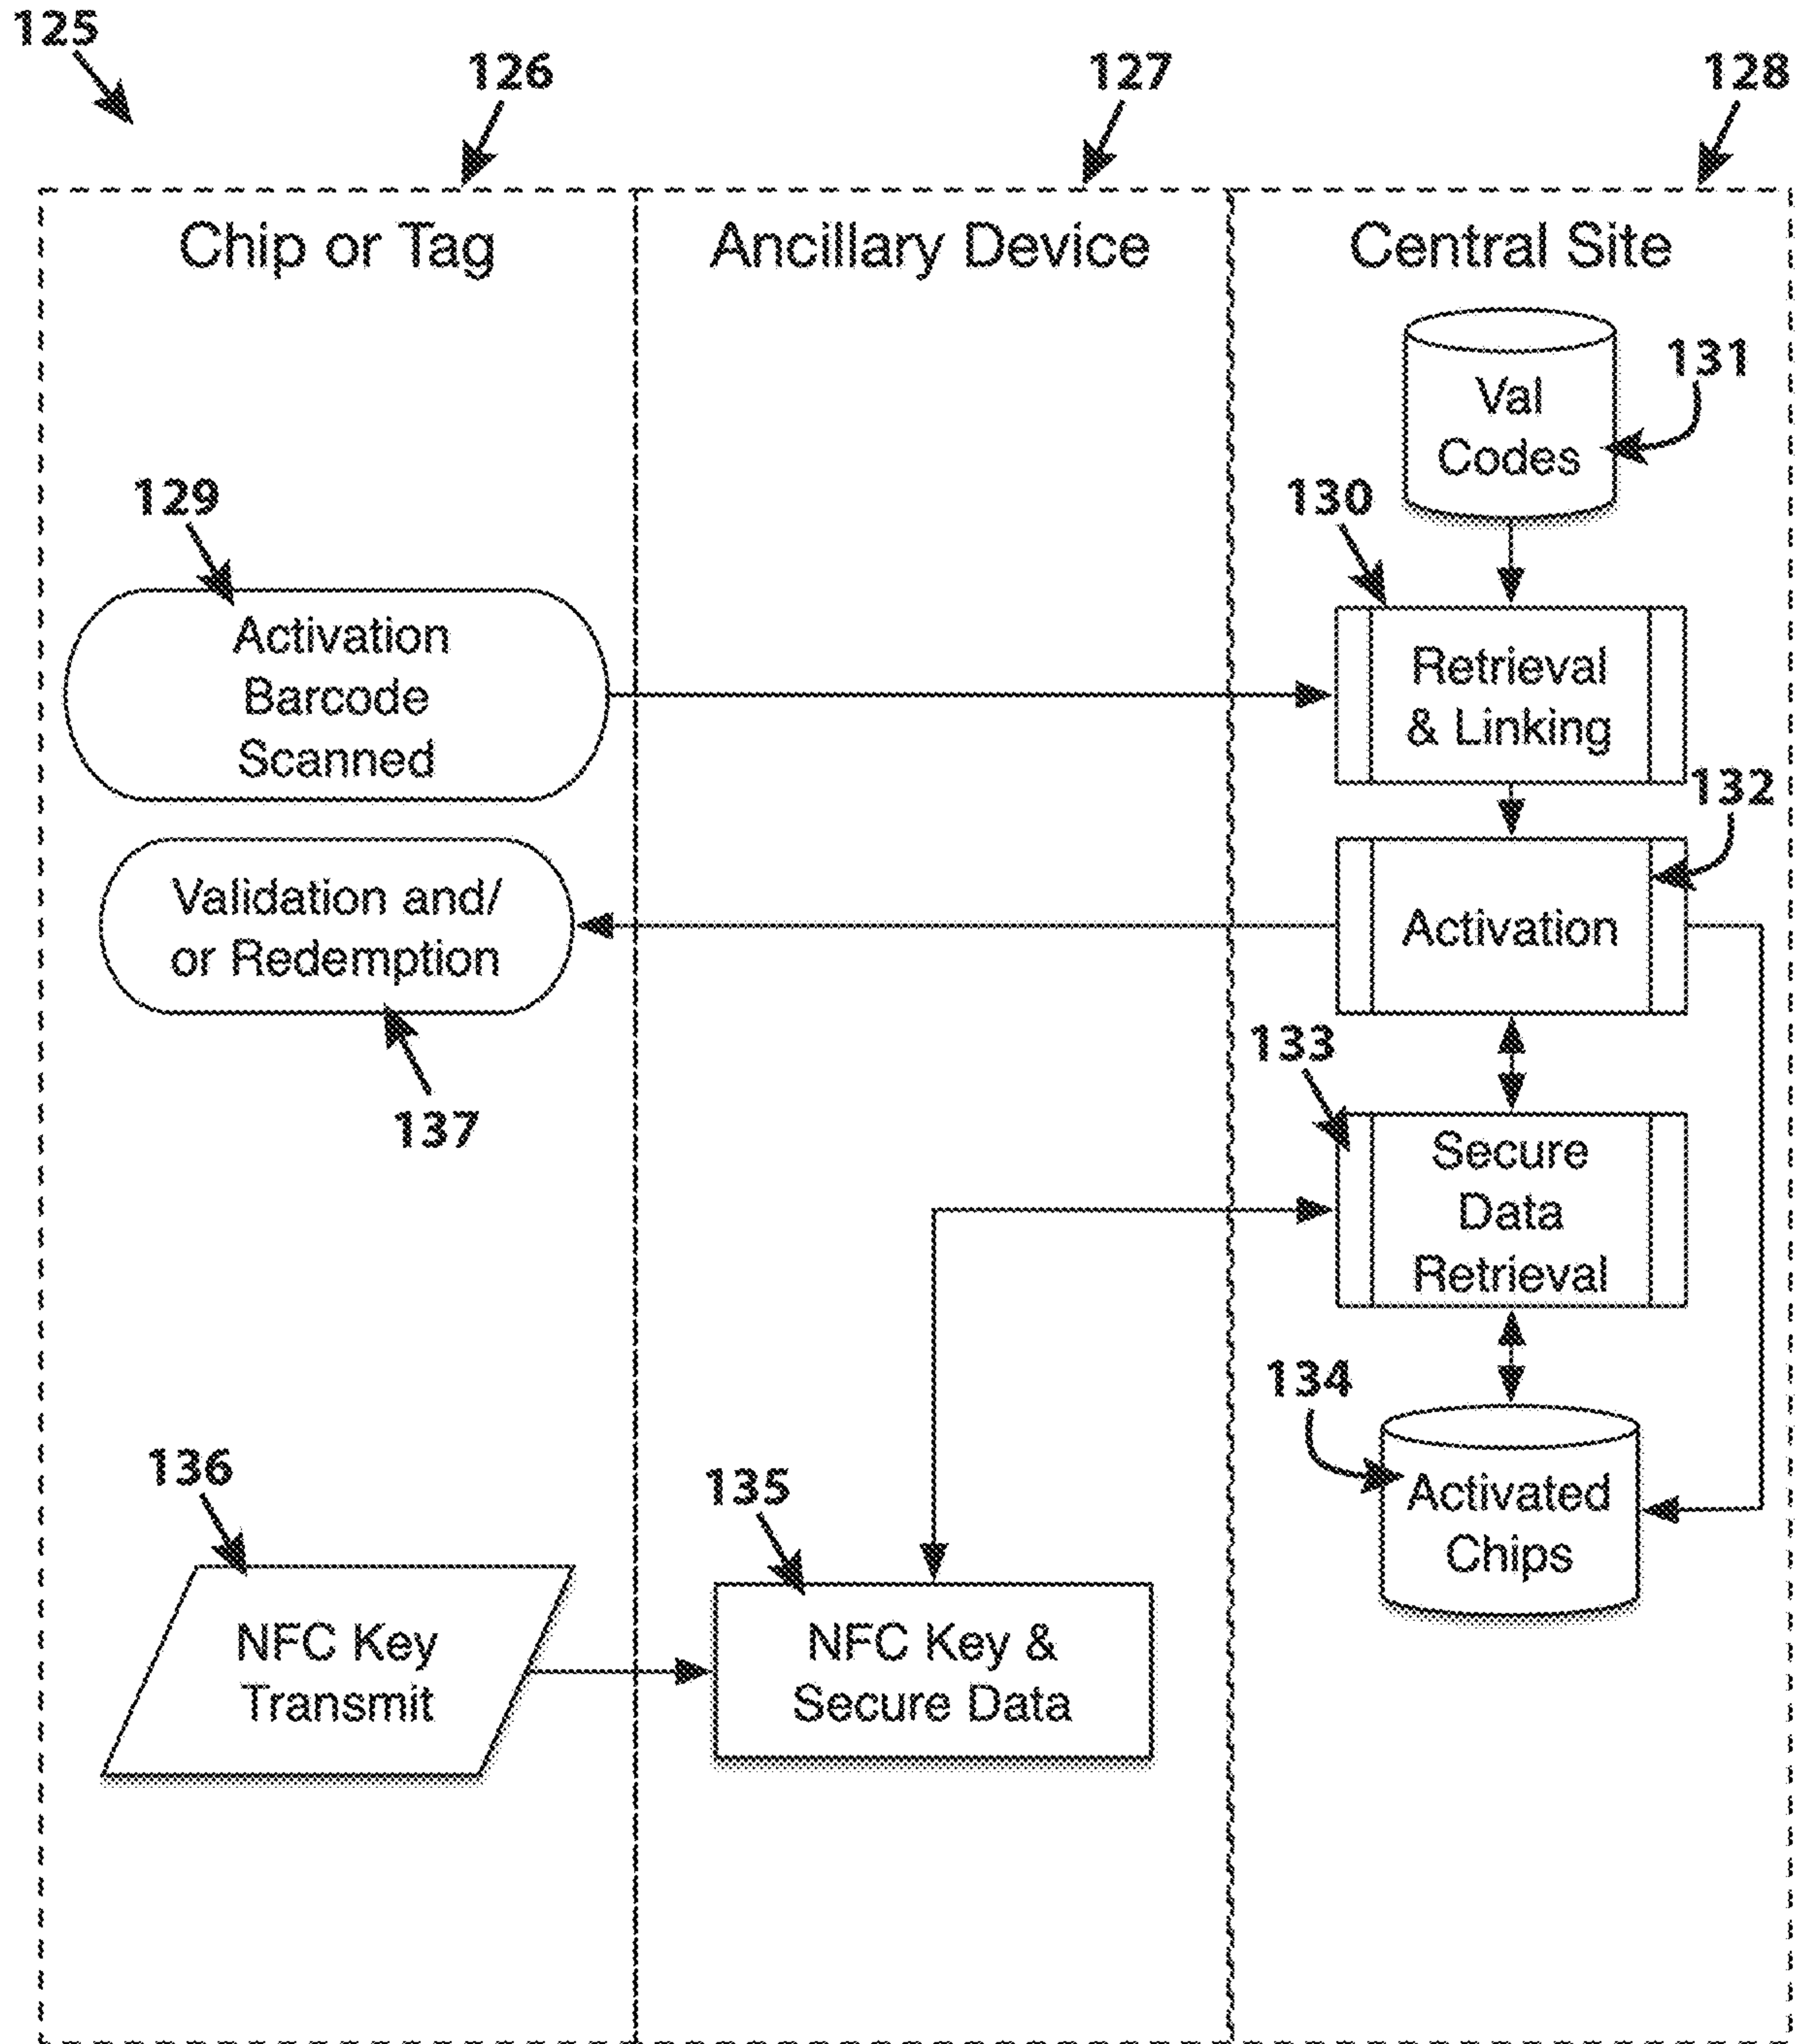 125
126
127
128
Chip or Tag
Ancillary Device
Central Site
Val
Codes
131
130
129
Activation
Barcode
Scanned
Retrieval
& Linking
132
Validation and/
or Redemption
Activation
137
133
Secure
Data
Retrieval
134
Activated
Chips
136
135
NFC Key
Transmit
NFC Key &
Secure Data